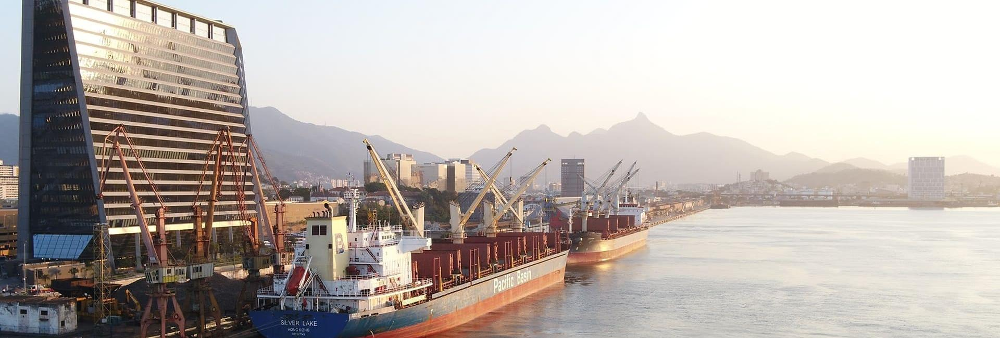 Pacific Basin
SILVER LAKE
HONG KONG